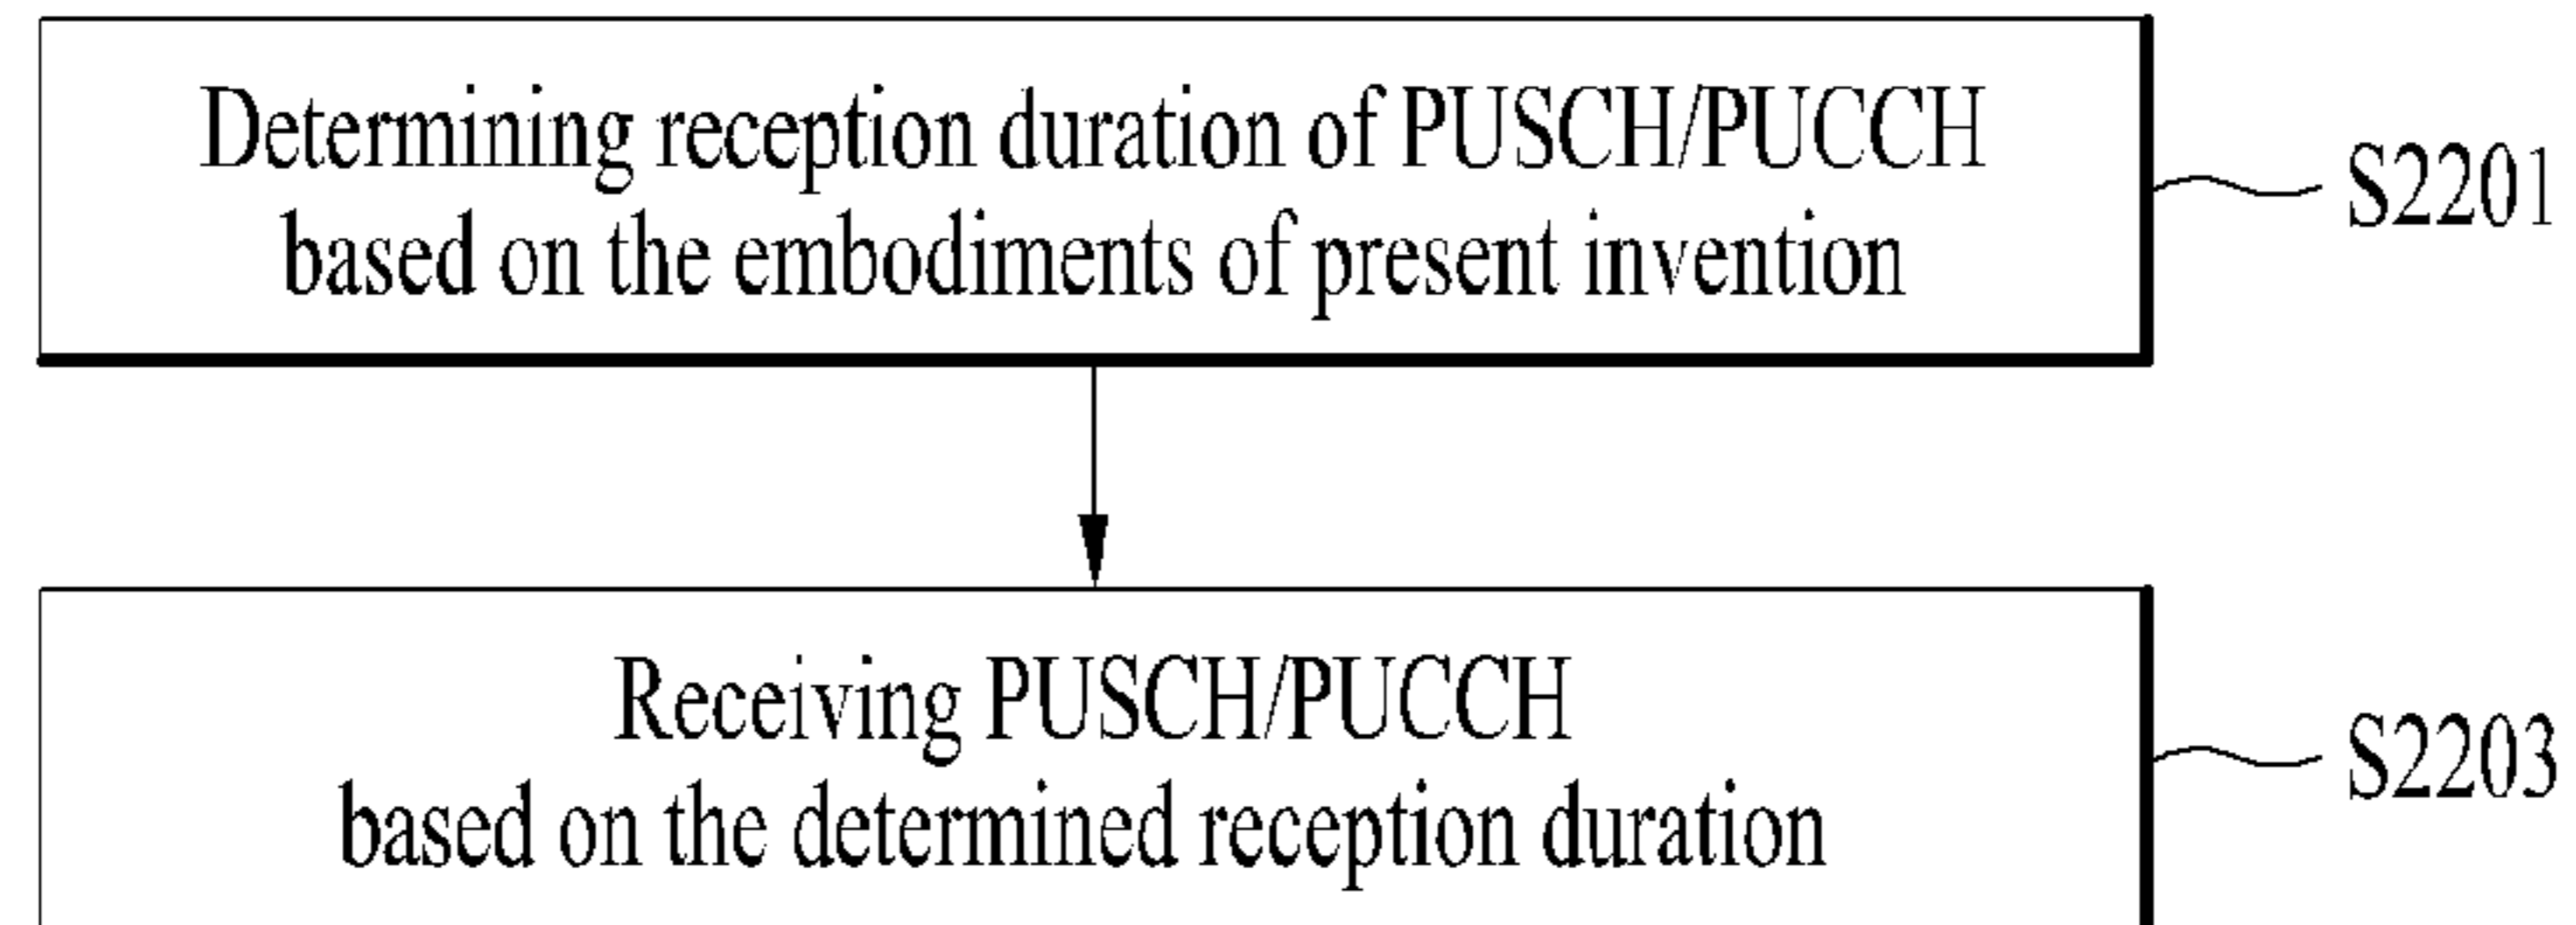 Determining reception duration of PUSCH/PUCCH
based on the embodiments of present invention
S2201
Receiving PUSCH/PUCCH
based on the determined reception duration
S2203